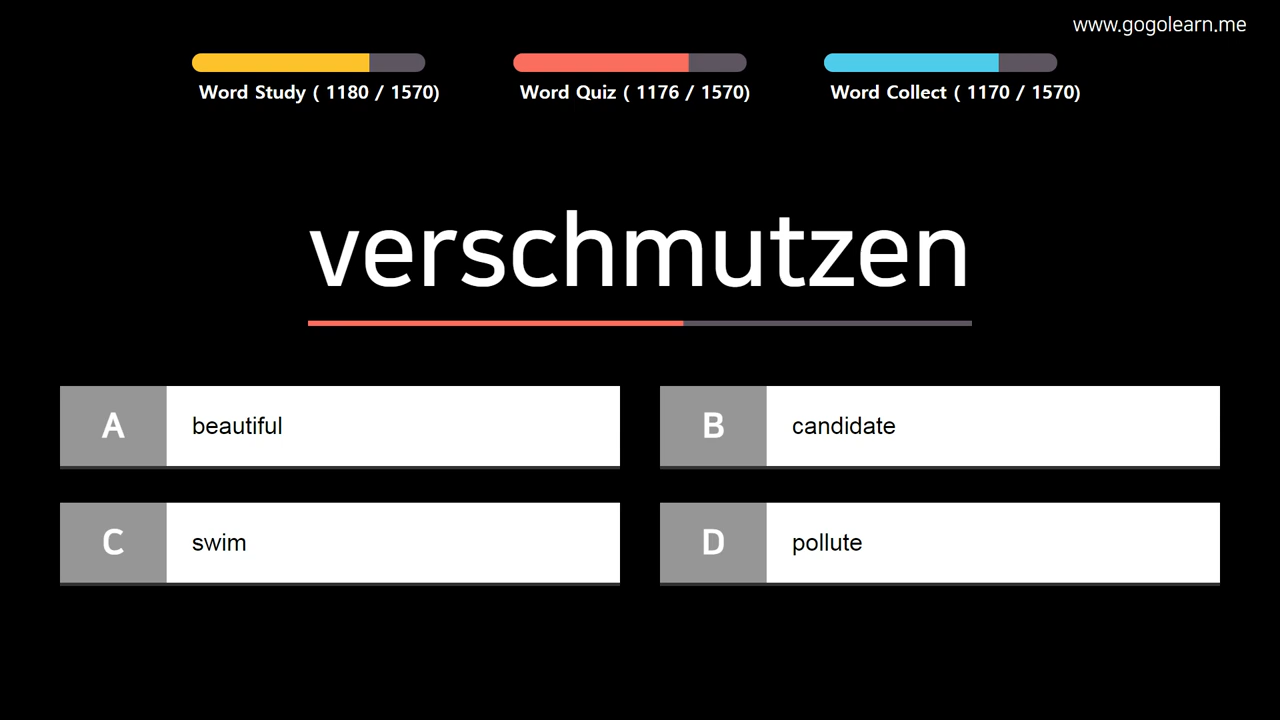 www.gogolearn.me
Word Study ( 1180 / 1570)
Word Quiz ( 1176 / 1570)
Word Collect ( 1170 / 1570)
verschmutzen
A beautiful
B candidate
C swim
D pollute